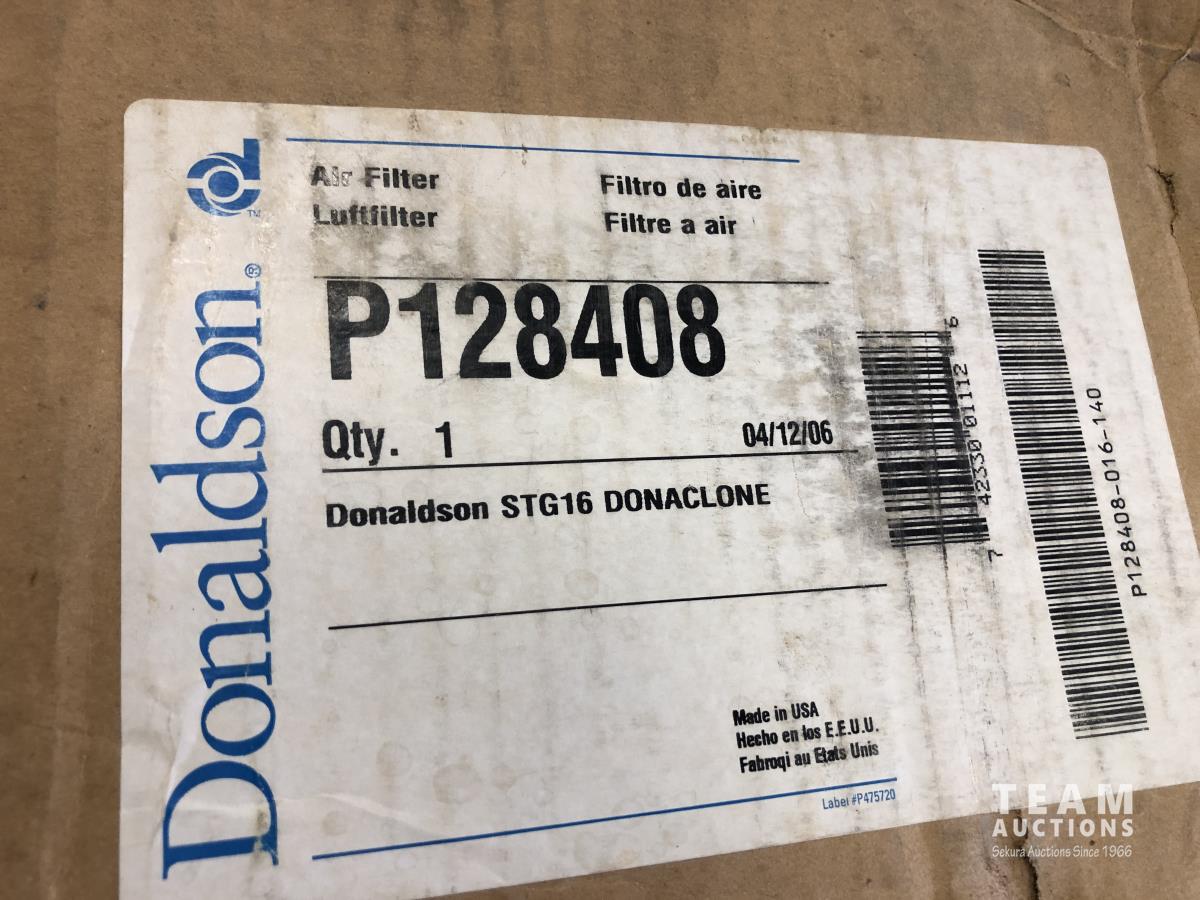 Donaldson.®
TM
Air Filter
Luftfilter
Filtro de aire
Filtre a air
P128408
Qty. 1
04/12/06
Donaldson STG16 DONACLONE
7 42330 01112 6
P128408-016-140
Made in USA
Hecho en los E.E.U.U.
Fabroqi au Etats Unis
Label #P475720
TEAM
AUCTIONS
Sekura Auctions Since 1966